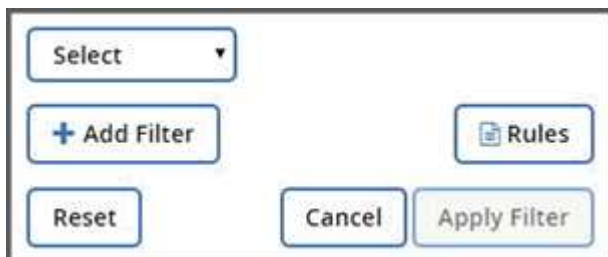 Select
Add Filter
Rules
Reset
Cancel
Apply Filter